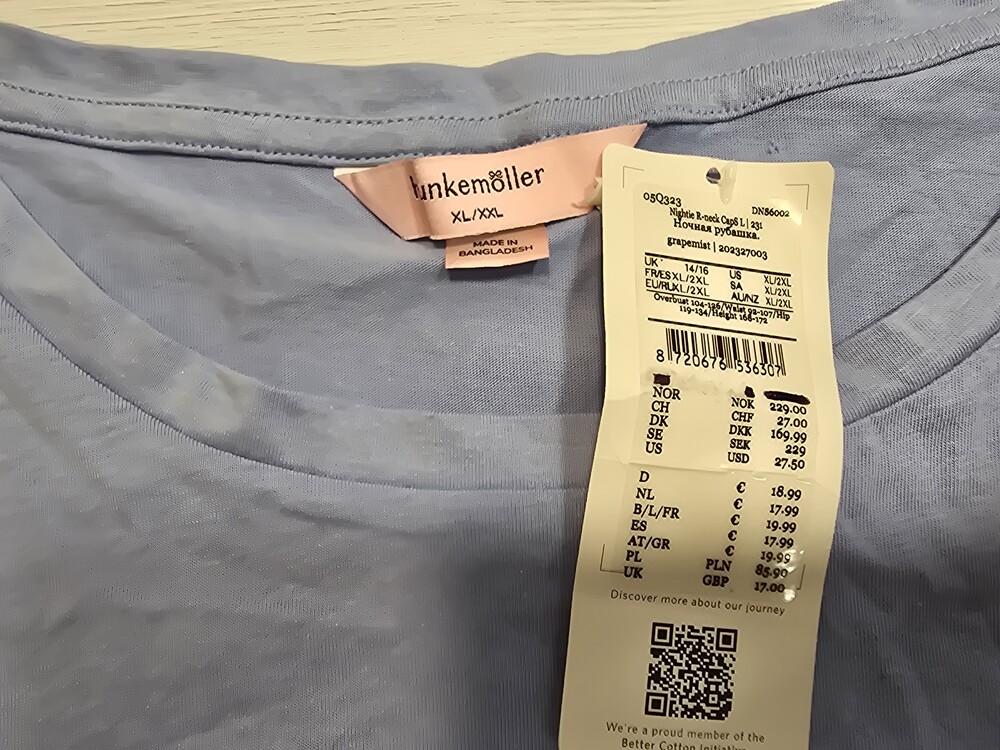 hunkemöller
XL/XXL
MADE IN
BANGLADESH
05Q323 DN86002
Nightie R-neck CapS L | 231
Ночная рубашка.
grapemist | 202327003
UK 14/16 US XL/2XL
FR/ES XL/2XL SA XL/2XL
EU/RU XL/2XL AU/NZ XL/2XL
Overbust 104-126/Waist 92-107/Hip
119-134/Height 168-172
8 720676 536307
NOR NOK 229.00
CH CHF 27.00
DK DKK 169.99
SE SEK 229
US USD 27.50
D € 18.99
NL € 17.99
B/L/FR € 19.99
ES € 17.99
AT/GR € 19.99
PL PLN 85.90
UK GBP 17.00
Discover more about our journey
We're a proud member of the
Better Cotton Initiative